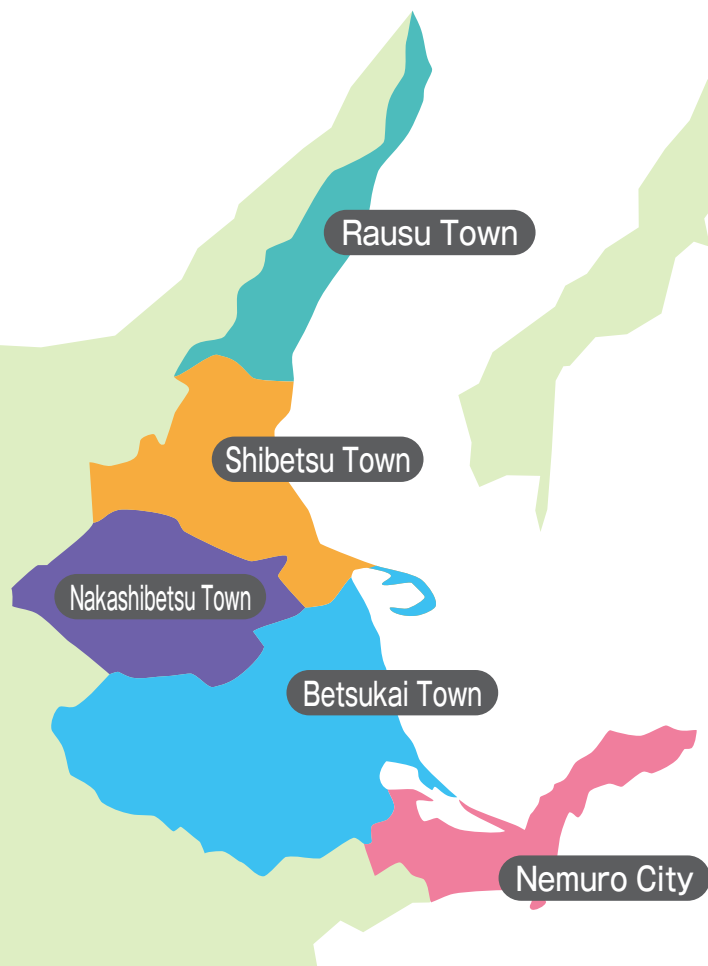 Rausu Town
Shibetsu Town
Nakashibetsu Town
Betsukai Town
Nemuro City